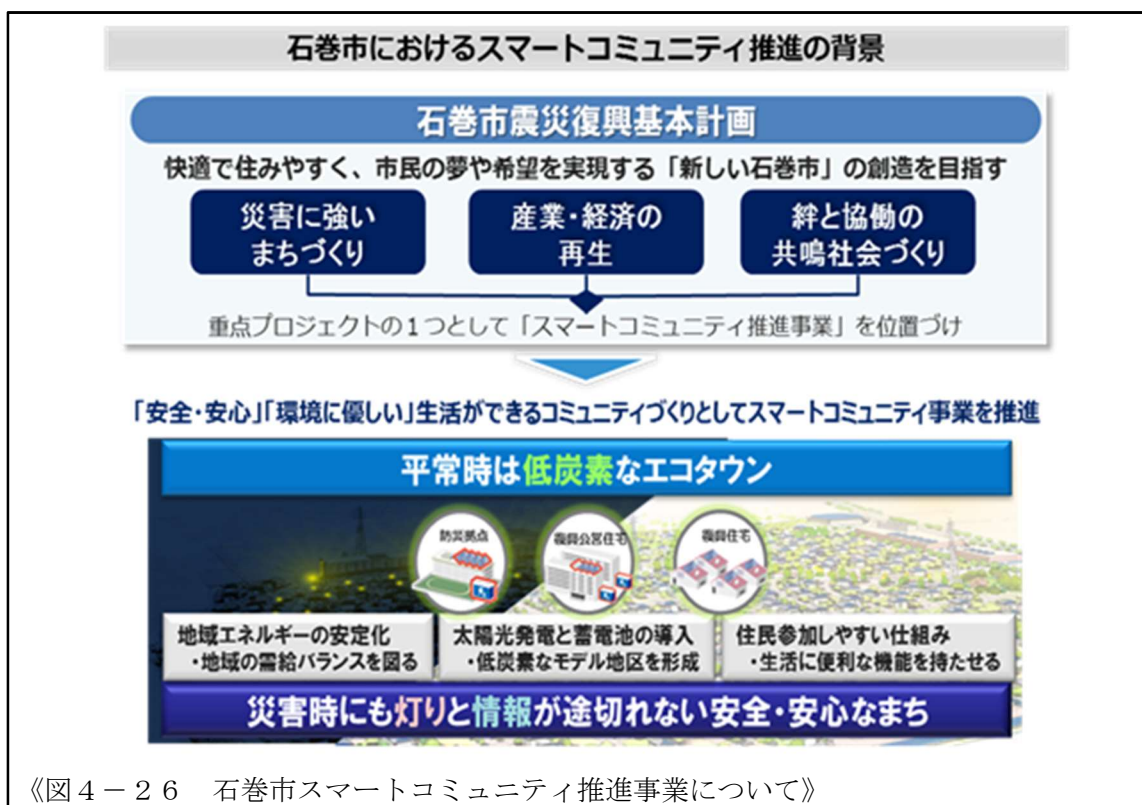 石巻市におけるスマートコミュニティ推進の背景
石巻市震災復興基本計画
快適で住みやすく、市民の夢や希望を実現する「新しい石巻市」の創造を目指す
災害に強い
まちづくり
産業・経済の
再生
絆と協働の
共鳴社会づくり
重点プロジェクトの1つとして「スマートコミュニティ推進事業」を位置づけ
「安全・安心」「環境に優しい」生活ができるコミュニティづくりとしてスマートコミュニティ事業を推進
平常時は低炭素なエコタウン
防災拠点
復興公営住宅
復興住宅
地域エネルギーの安定化
・地域の需給バランスを図る
太陽光発電と蓄電池の導入
・低炭素なモデル地区を形成
住民参加しやすい仕組み
・生活に便利な機能を持たせる
災害時にも灯りと情報が途切れない安全・安心なまち
《図4-26 石巻市スマートコミュニティ推進事業について》